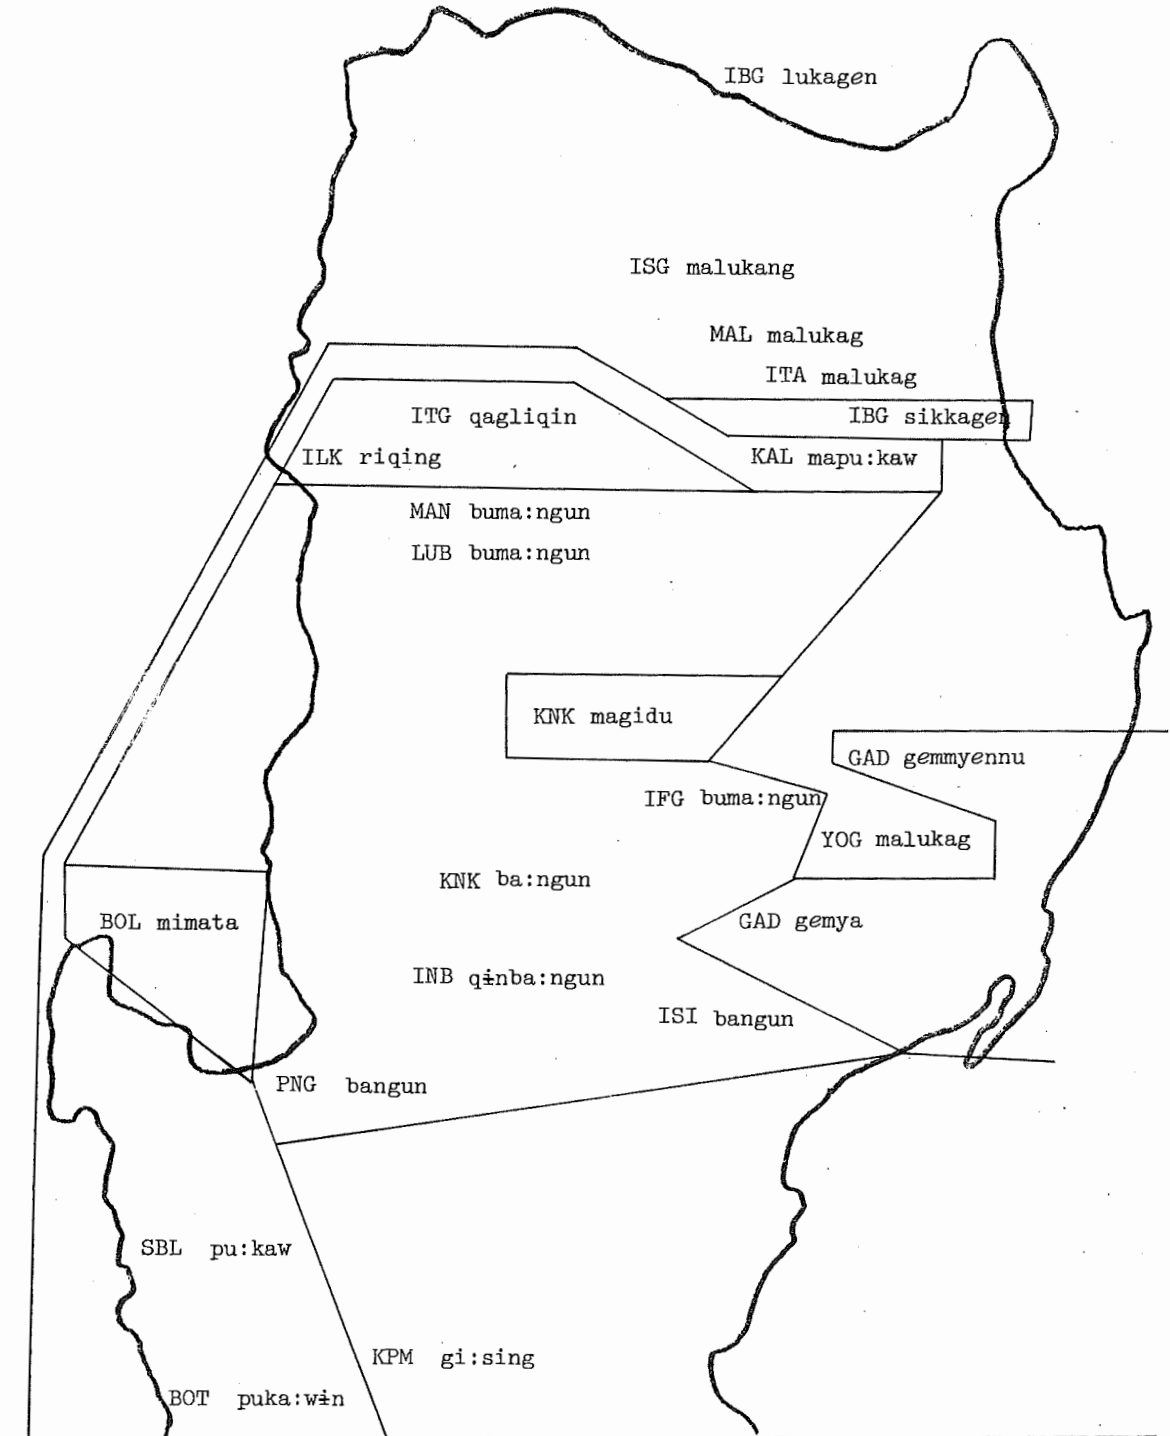 IBG lukagen
ISG malukang
MAL malukag
ITA malukag
ITG qagliqin
IBG sikkagen
ILK riqing
KAL mapu:kaw
MAN buma:ngun
LUB buma:ngun
KNK magidu
GAD gemmyennu
IFG buma:ngun
YOG malukag
KNK ba:ngun
BOL mimata
GAD gemya
INB qɨnba:ngun
ISI bangun
PNG bangun
SBL pu:kaw
KPM gi:sing
BOT puka:wɨn